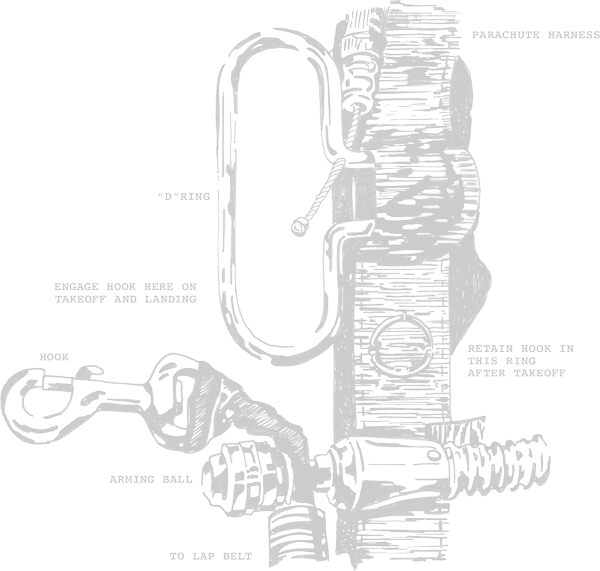 PARACHUTE HARNESS
"D"RING
ENGAGE HOOK HERE ON
TAKEOFF AND LANDING
HOOK
RETAIN HOOK IN
THIS RING
AFTER TAKEOFF
ARMING BALL
TO LAP BELT